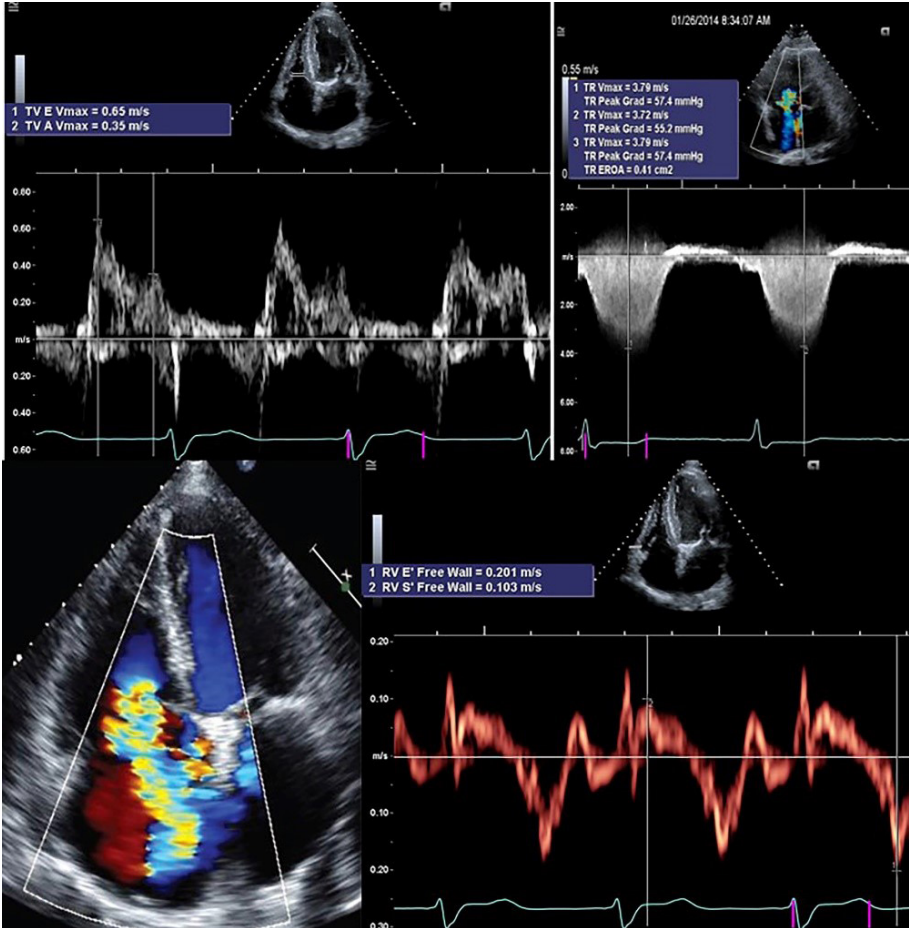 1 TV E Vmax = 0.65 m/s
2 TV A Vmax = 0.35 m/s
0.60
0.40
0.20
m/s
0.20
0.40
0.60
01/26/2014 8:34:07 AM
0.55 m/s
1 TR Vmax = 3.79 m/s
TR Peak Grad = 57.4 mmHg
2 TR Vmax = 3.72 m/s
TR Peak Grad = 55.2 mmHg
3 TR Vmax = 3.79 m/s
TR Peak Grad = 57.4 mmHg
TR EROA = 0.41 cm2
2.00
m/s
2.00
4.00
6.00
8.00
1 RV E' Free Wall = 0.201 m/s
2 RV S' Free Wall = 0.103 m/s
0.20
0.10
m/s
0.10
0.20
0.30